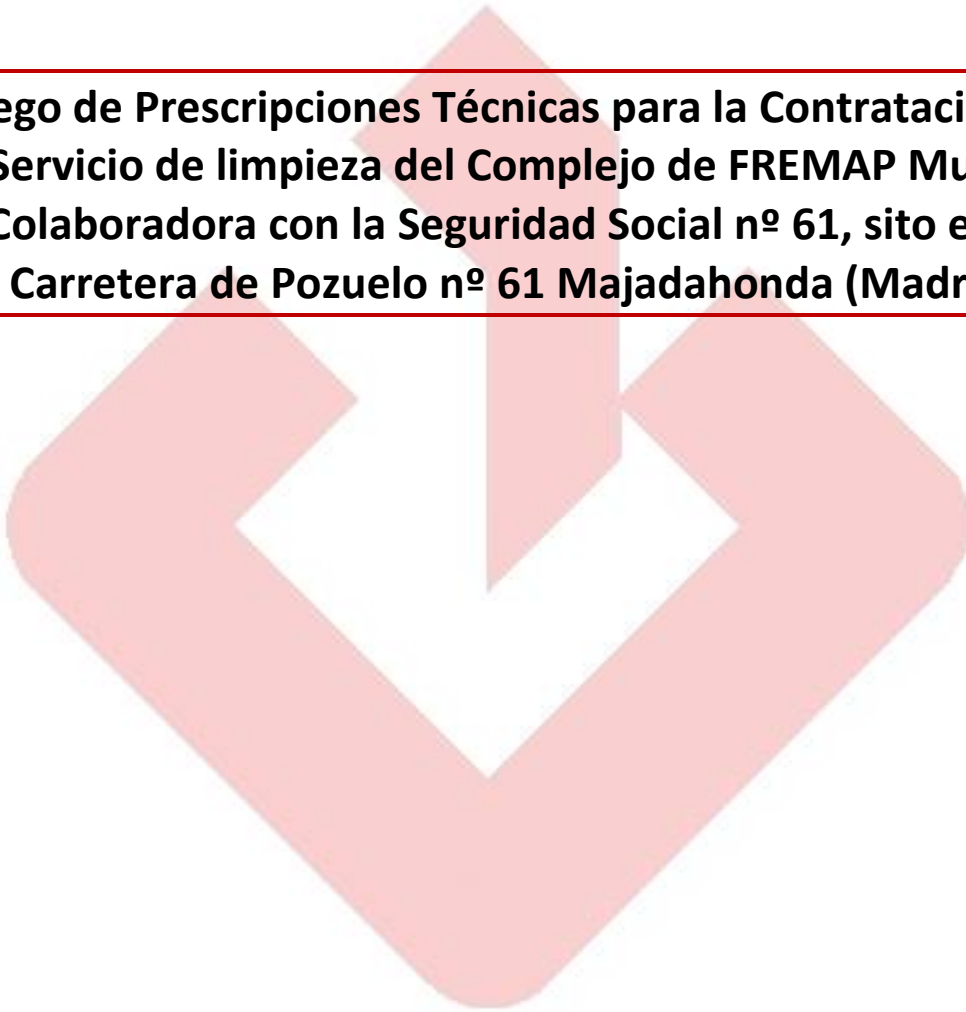 ego de Prescripciones Técnicas para la Contrataci
Servicio de limpieza del Complejo de FREMAP Mu
Colaboradora con la Seguridad Social nº 61, sito e
Carretera de Pozuelo nº 61 Majadahonda (Madr